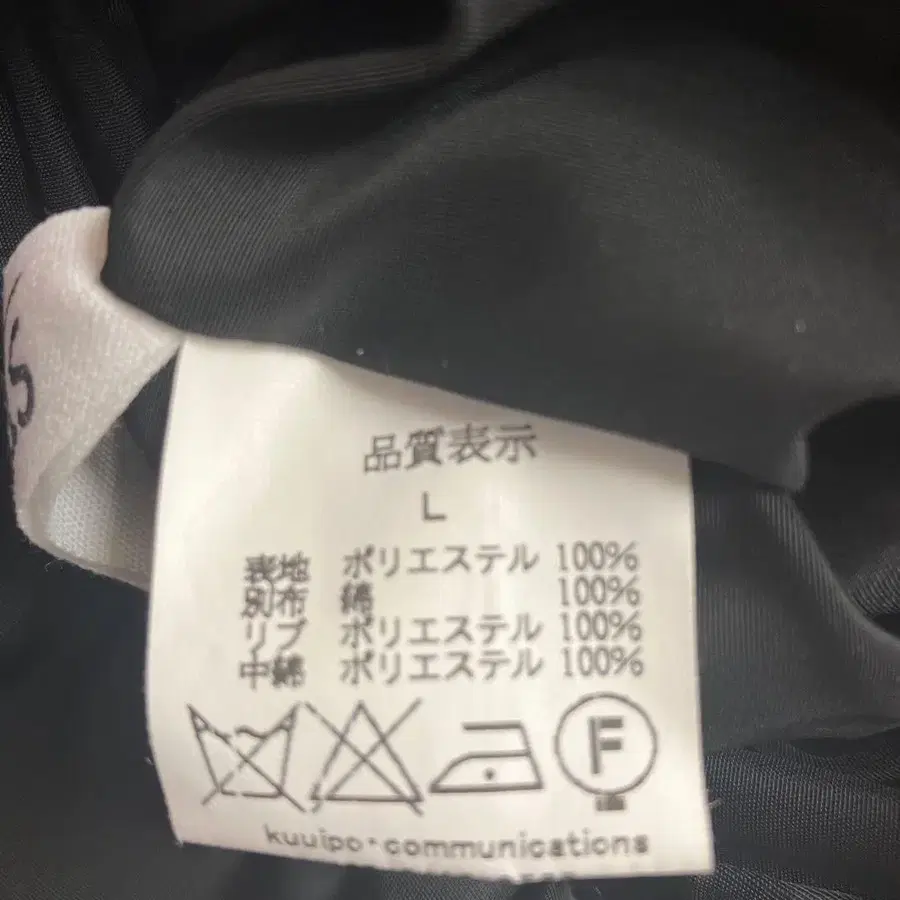 品質表示
L
表地 ポリエステル 100%
別布 綿 100%
リブ ポリエステル 100%
中綿 ポリエステル 100%
F
kuuipo・communications